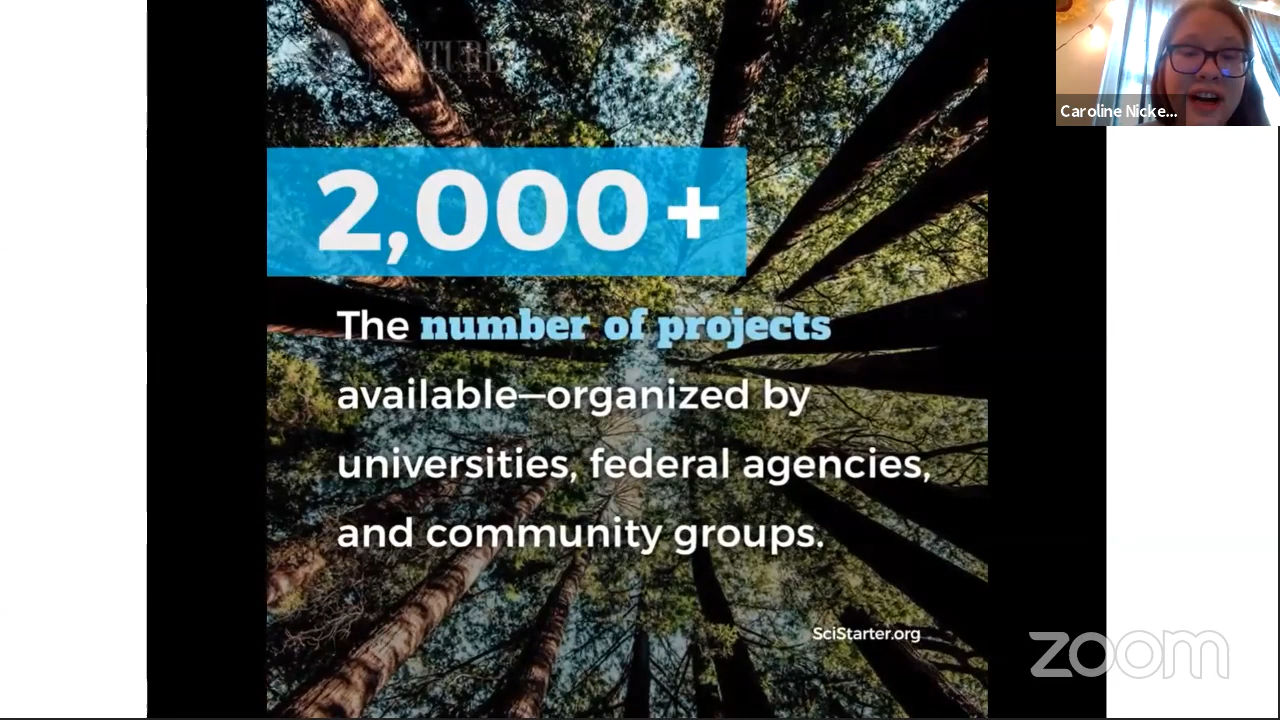 2,000+
The number of projects
available—organized by
universities, federal agencies,
and community groups.
SciStarter.org
Caroline Nicke...
zoom